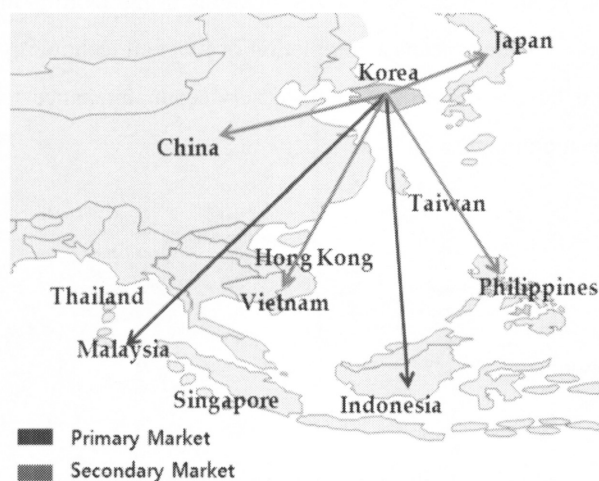 Japan
Korea
China
Taiwan
Hong Kong
Thailand
Vietnam
Philippines
Malaysia
Singapore
Indonesia
Primary Market
Secondary Market